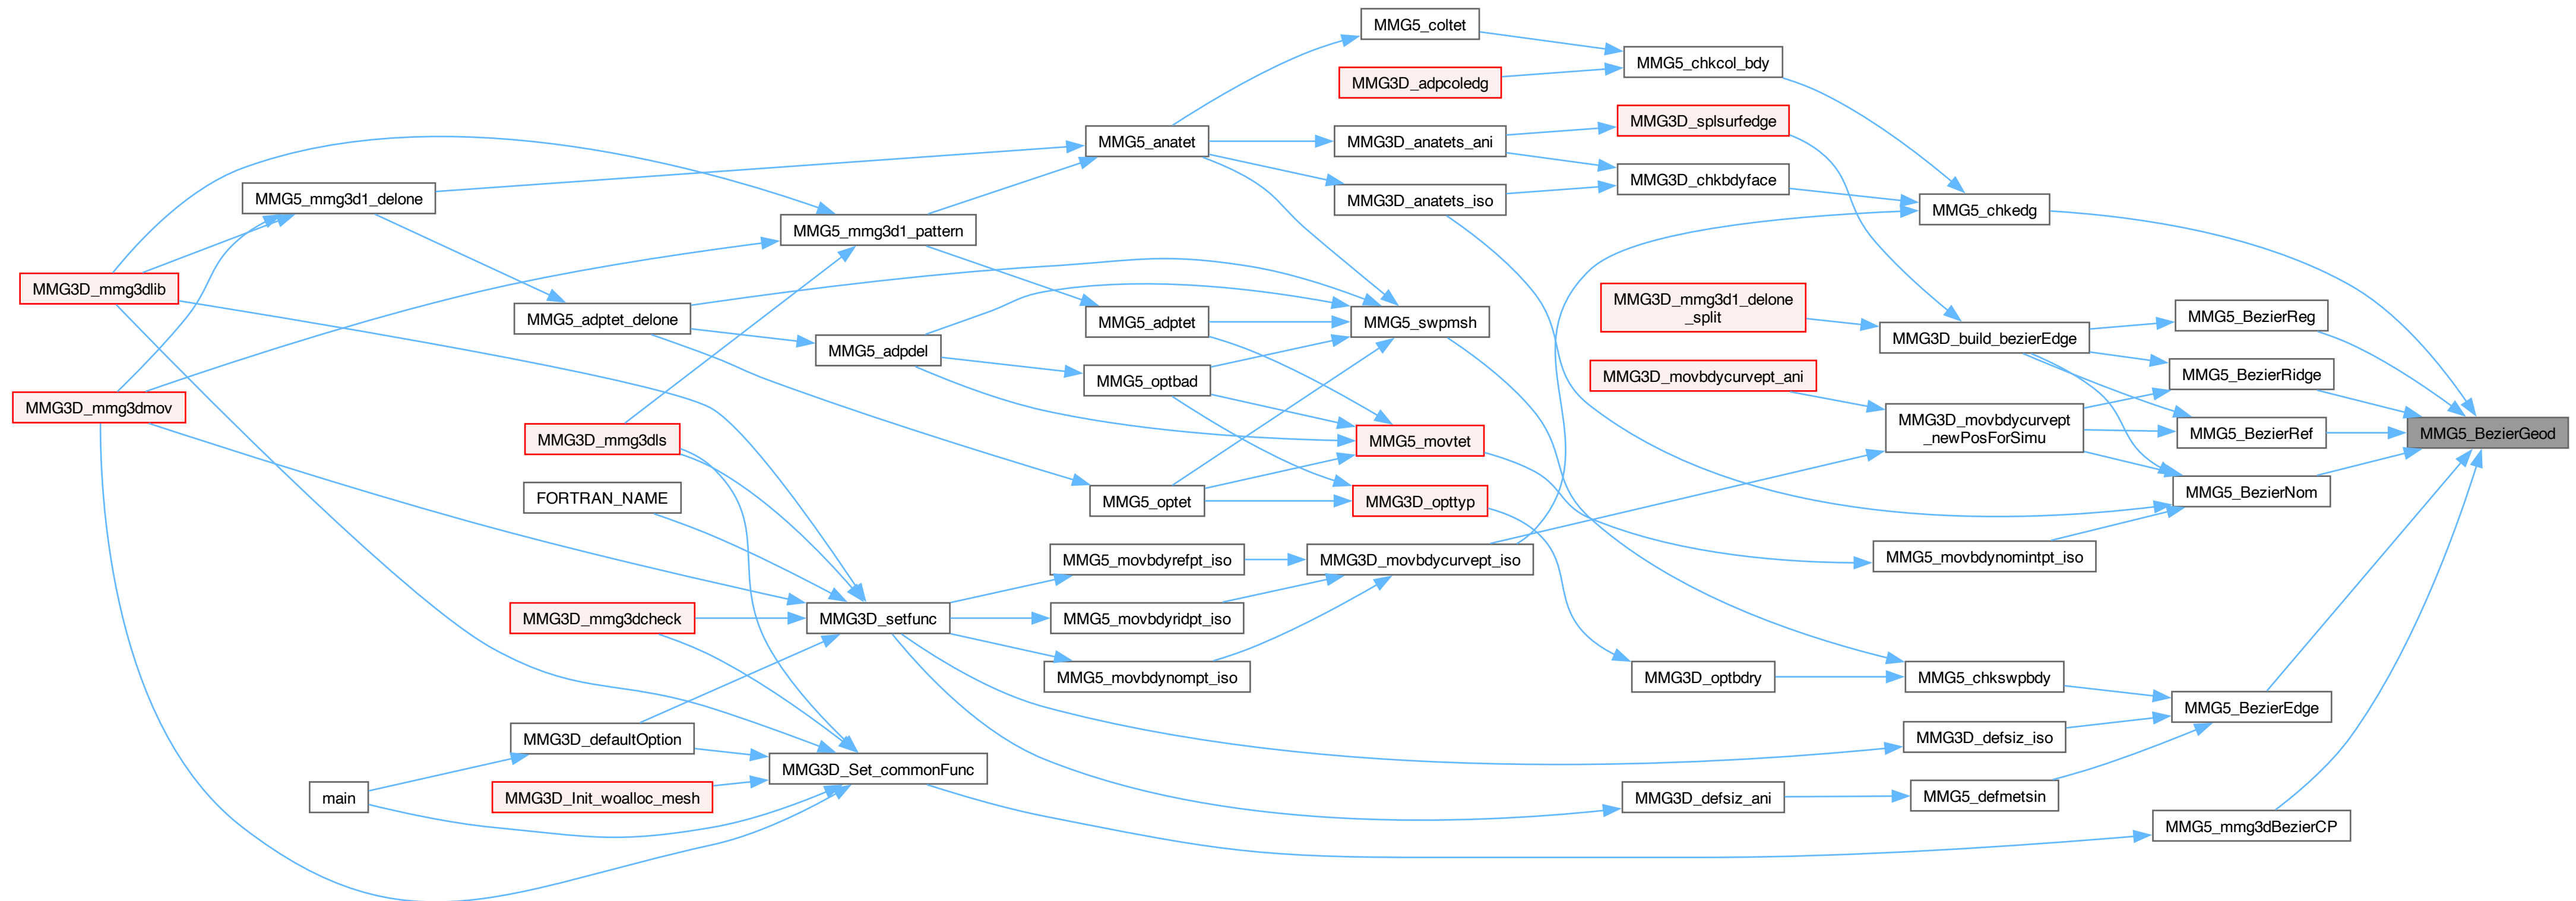 MMG5_coltet
MMG5_chkcol_bdy
MMG3D_adpcoledg
MMG3D_splsurfedge
MMG5_anatet
MMG3D_anatets_ani
MMG3D_chkbdyface
MMG5_mmg3d1_delone
MMG3D_anatets_iso
MMG5_chkedg
MMG5_mmg3d1_pattern
MMG3D_mmg3dlib
MMG3D_mmg3d1_delone
_split
MMG5_adptet_delone
MMG5_adptet
MMG5_swpmsh
MMG5_BezierReg
MMG3D_build_bezierEdge
MMG5_adpdel
MMG5_optbad
MMG3D_movbdycurvept_ani
MMG5_BezierRidge
MMG3D_mmg3dmov
MMG3D_movbdycurvept
_newPosForSimu
MMG3D_mmg3dls
MMG5_movtet
MMG5_BezierRef
MMG5_BezierGeod
FORTRAN_NAME
MMG5_optet
MMG3D_opttyp
MMG5_BezierNom
MMG5_movbdyrefpt_iso
MMG3D_movbdycurvept_iso
MMG5_movbdynomintpt_iso
MMG3D_mmg3dcheck
MMG3D_setfunc
MMG5_movbdyridpt_iso
MMG5_movbdynompt_iso
MMG3D_optbdry
MMG5_chkswpbdy
MMG5_BezierEdge
MMG3D_defaultOption
MMG3D_defsiz_iso
MMG3D_Set_commonFunc
main
MMG3D_Init_woalloc_mesh
MMG3D_defsiz_ani
MMG5_defmetsin
MMG5_mmg3dBezierCP